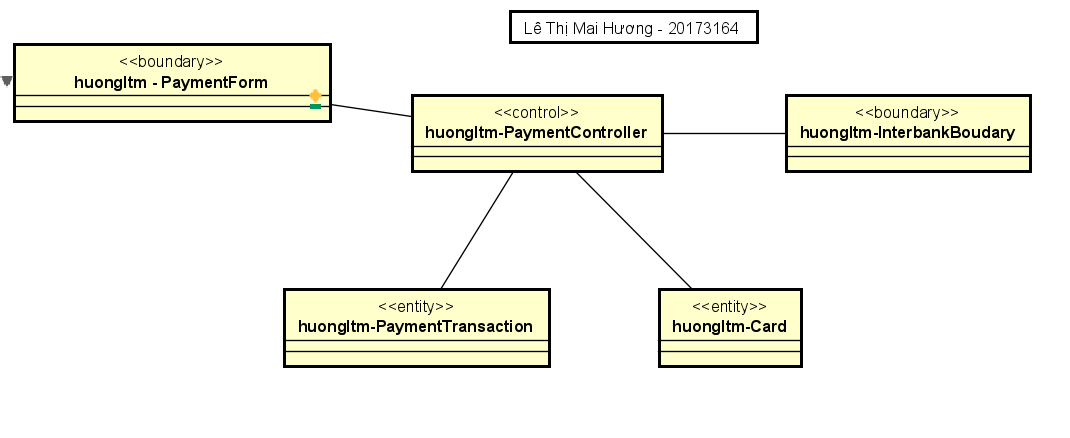 Lê Thị Mai Hương - 20173164
<<boundary>>
huongltm - PaymentForm
<<control>>
huongltm-PaymentController
<<boundary>>
huongltm-InterbankBoudary
<<entity>>
huongltm-PaymentTransaction
<<entity>>
huongltm-Card